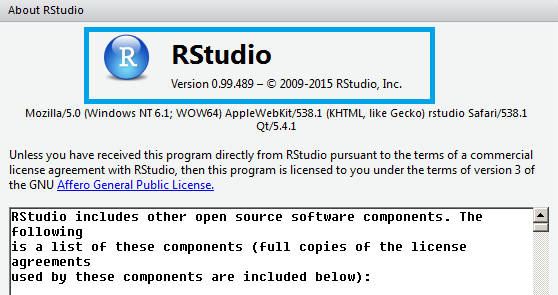 About RStudio
R
RStudio
Version 0.99.489 – © 2009-2015 RStudio, Inc.
Mozilla/5.0 (Windows NT 6.1; WOW64) AppleWebKit/538.1 (KHTML, like Gecko) rstudio Safari/538.1
Qt/5.4.1
Unless you have received this program directly from RStudio pursuant to the terms of a commercial
license agreement with RStudio, then this program is licensed to you under the terms of version 3 of
the GNU Affero General Public License.
RStudio includes other open source software components. The
following
is a list of these components (full copies of the license
agreements
used by these components are included below):